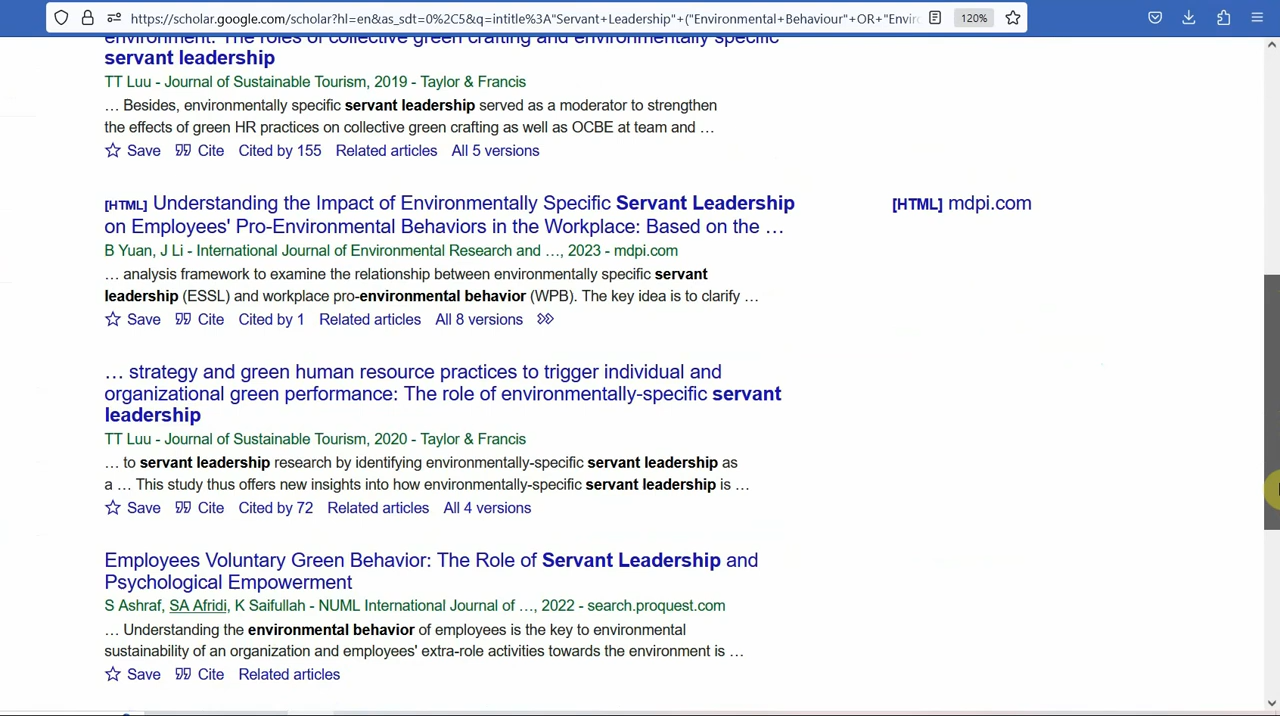 https://scholar.google.com/scholar?hl=en&as_sdt=0%2C5&q=intitle%3A"Servant+Leadership"+("Environmental+Behaviour"+OR+"Enviro
120%
environment: The roles of collective green crafting and environmentally specific
servant leadership
TT Luu - Journal of Sustainable Tourism, 2019 - Taylor & Francis
… Besides, environmentally specific servant leadership served as a moderator to strengthen
the effects of green HR practices on collective green crafting as well as OCBE at team and …
Save Cite Cited by 155 Related articles All 5 versions
[HTML] Understanding the Impact of Environmentally Specific Servant Leadership
on Employees' Pro-Environmental Behaviors in the Workplace: Based on the …
[HTML] mdpi.com
B Yuan, J Li - International Journal of Environmental Research and …, 2023 - mdpi.com
… analysis framework to examine the relationship between environmentally specific servant
leadership (ESSL) and workplace pro-environmental behavior (WPB). The key idea is to clarify …
Save Cite Cited by 1 Related articles All 8 versions
… strategy and green human resource practices to trigger individual and
organizational green performance: The role of environmentally-specific servant
leadership
TT Luu - Journal of Sustainable Tourism, 2020 - Taylor & Francis
… to servant leadership research by identifying environmentally-specific servant leadership as
a … This study thus offers new insights into how environmentally-specific servant leadership is …
Save Cite Cited by 72 Related articles All 4 versions
Employees Voluntary Green Behavior: The Role of Servant Leadership and
Psychological Empowerment
S Ashraf, SA Afridi, K Saifullah - NUML International Journal of …, 2022 - search.proquest.com
… Understanding the environmental behavior of employees is the key to environmental
sustainability of an organization and employees' extra-role activities towards the environment is …
Save Cite Related articles